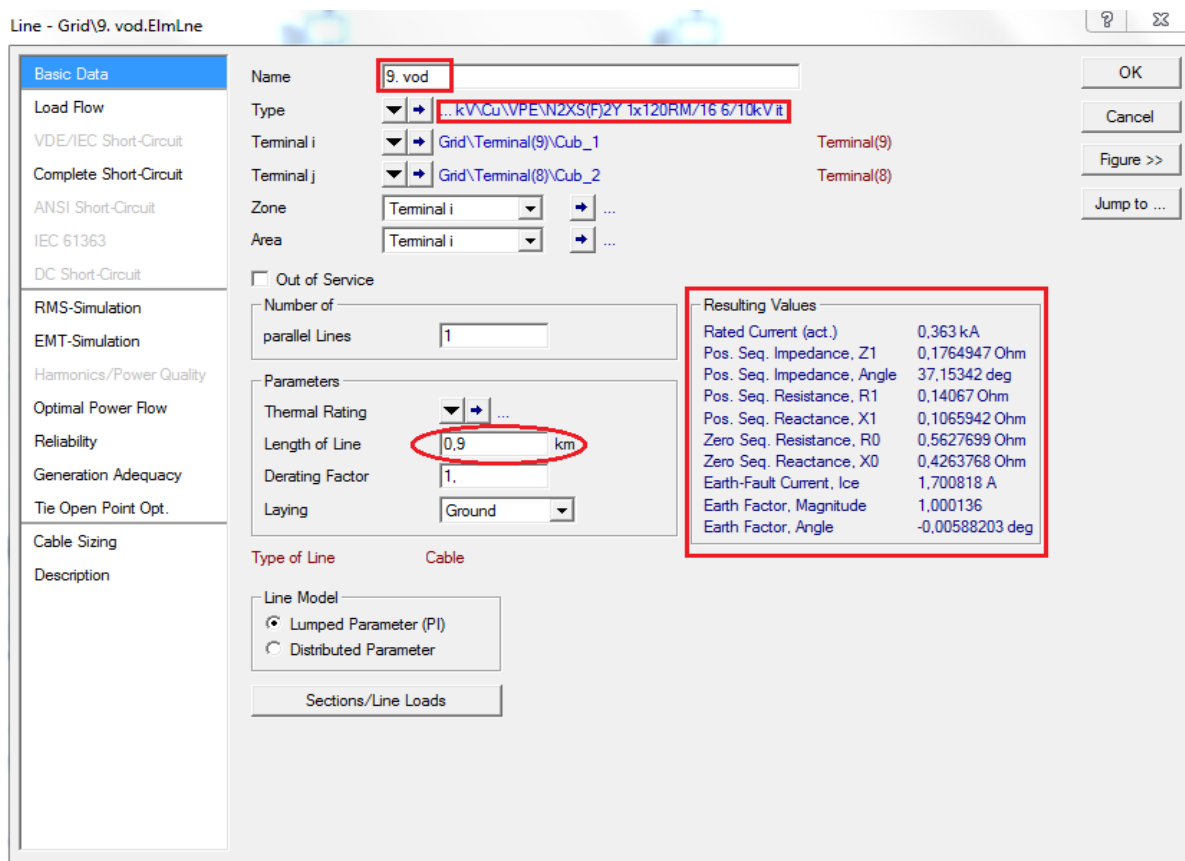 Line - Grid\9. vod.ElmLne
Basic Data
Load Flow
VDE/IEC Short-Circuit
Complete Short-Circuit
ANSI Short-Circuit
IEC 61363
DC Short-Circuit
RMS-Simulation
EMT-Simulation
Harmonics/Power Quality
Optimal Power Flow
Reliability
Generation Adequacy
Tie Open Point Opt.
Cable Sizing
Description
Name 9. vod
Type ... kV\Cu\VPE\N2XS(F)2Y 1x120RM/16 6/10kV it
Terminal i Grid\Terminal(9)\Cub_1 Terminal(9)
Terminal j Grid\Terminal(8)\Cub_2 Terminal(8)
Zone Terminal i ...
Area Terminal i ...
Out of Service
Number of
parallel Lines 1
Parameters
Thermal Rating ...
Length of Line 0,9 km
Derating Factor 1,
Laying Ground
Type of Line Cable
Line Model
Lumped Parameter (PI)
Distributed Parameter
Sections/Line Loads
Resulting Values
Rated Current (act.) 0,363 kA
Pos. Seq. Impedance, Z1 0,1764947 Ohm
Pos. Seq. Impedance, Angle 37,15342 deg
Pos. Seq. Resistance, R1 0,14067 Ohm
Pos. Seq. Reactance, X1 0,1065942 Ohm
Zero Seq. Resistance, R0 0,5627699 Ohm
Zero Seq. Reactance, X0 0,4263768 Ohm
Earth-Fault Current, Ice 1,700818 A
Earth Factor, Magnitude 1,000136
Earth Factor, Angle -0,00588203 deg
?
OK
Cancel
Figure >>
Jump to ...